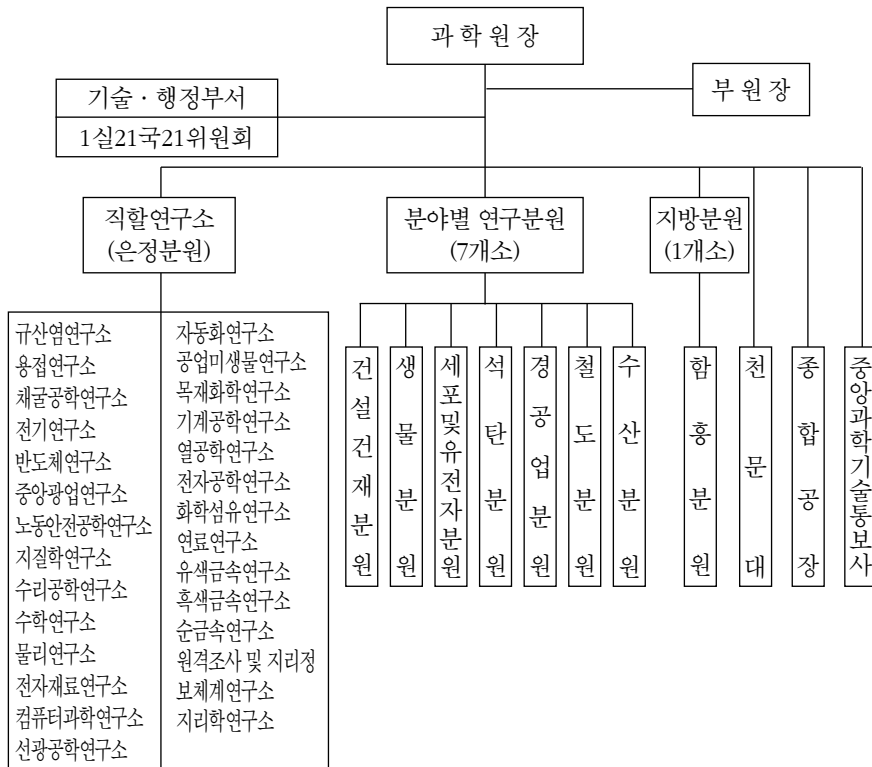 과 학 원 장
기술 · 행정부서
1실21국21위원회
부 원 장
직할연구소
(은정분원)
분야별 연구분원
(7개소)
지방분원
(1개소)
규산염연구소
용접연구소
채굴공학연구소
전기연구소
반도체연구소
중앙광업연구소
노동안전공학연구소
지질학연구소
수리공학연구소
수학연구소
물리연구소
전자재료연구소
컴퓨터과학연구소
선광공학연구소
자동화연구소
공업미생물연구소
목재화학연구소
기계공학연구소
열공학연구소
전자공학연구소
화학섬유연구소
연료연구소
유색금속연구소
흑색금속연구소
순금속연구소
원격조사 및 지리정
보체계연구소
지리학연구소
건설건재분원
생물분원
세포및유전자분원
석탄분원
경공업분원
철도분원
수산분원
함흥분원
천문대
종합공장
중앙과학기술통보사